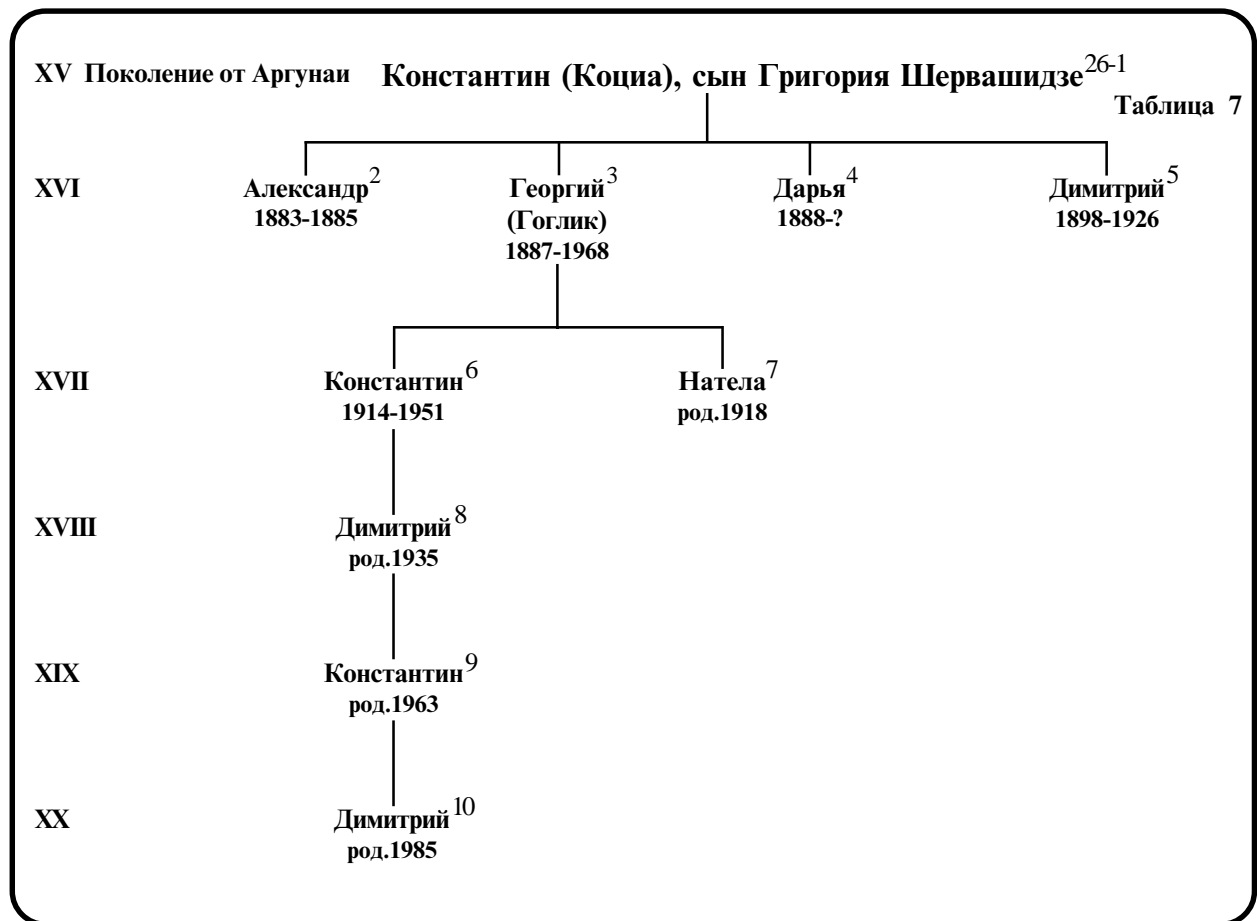 XV Поколение от Аргунаи Константин (Коциа), сын Григория Шервашидзе26-1
Таблица 7
XVI Александр2 Георгий3 Дарья4 Димитрий5
1883-1885 (Гоглик) 1888-? 1898-1926
1887-1968
XVII Константин6 Натела7
1914-1951 род.1918
XVIII Димитрий8
род.1935
XIX Константин9
род.1963
XX Димитрий10
род.1985